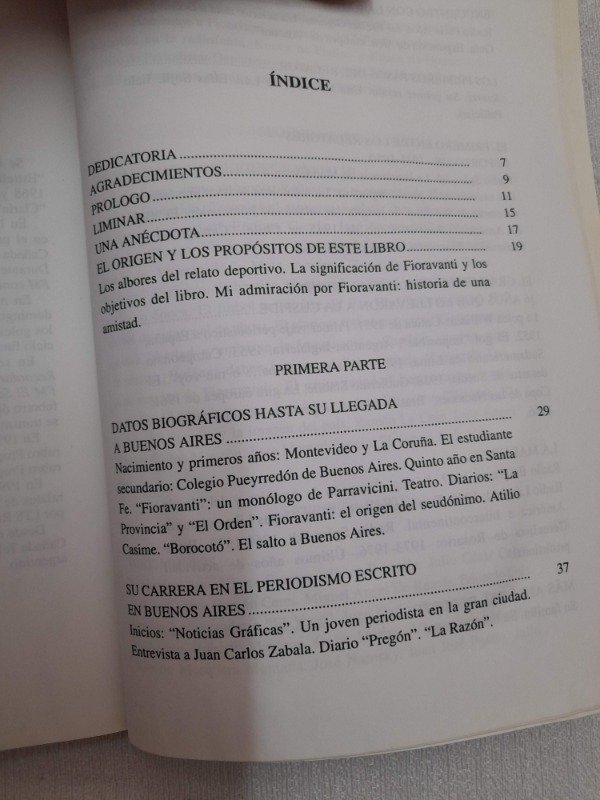 ÍNDICE
DEDICATORIA ........ 7
AGRADECIMIENTOS ........ 9
PROLOGO ........ 11
LIMINAR ........ 15
UNA ANÉCDOTA ........ 17
EL ORIGEN Y LOS PROPÓSITOS DE ESTE LIBRO ........ 19
Los albores del relato deportivo. La significación de Fioravanti y los
objetivos del libro. Mi admiración por Fioravanti: historia de una
amistad.
PRIMERA PARTE
DATOS BIOGRÁFICOS HASTA SU LLEGADA
A BUENOS AIRES ........ 29
Nacimiento y primeros años: Montevideo y La Coruña. El estudiante
secundario: Colegio Pueyrredón de Buenos Aires. Quinto año en Santa
Fe. “Fioravanti”: un monólogo de Parravicini. Teatro. Diarios: “La
Provincia” y “El Orden”. Fioravanti: el origen del seudónimo. Atilio
Casime. “Borocotó”. El salto a Buenos Aires.
SU CARRERA EN EL PERIODISMO ESCRITO
EN BUENOS AIRES ........ 37
Inicios: “Noticias Gráficas”. Un joven periodista en la gran ciudad.
Entrevista a Juan Carlos Zabala. Diario “Pregón”. “La Razón”.